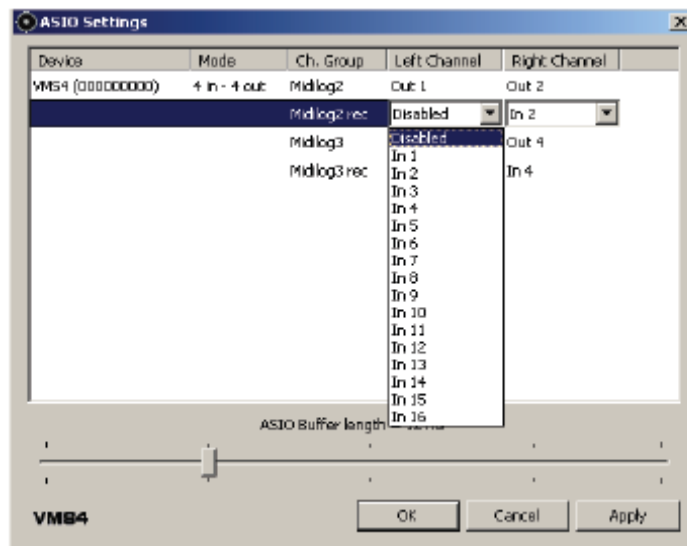 ASIO Settings
Device Mode Ch. Group Left Channel Right Channel
VMS4 (000000000) 4 in - 4 out Midilog2 Out 1 Out 2
Midilog2 rec Disabled In 2
Midilog3 Out 4
Midilog3 rec In 4
Disabled
In 1
In 2
In 3
In 4
In 5
In 6
In 7
In 8
In 9
In 10
In 11
In 12
In 13
In 14
In 15
In 16
ASIO Buffer length
VMS4
OK Cancel Apply